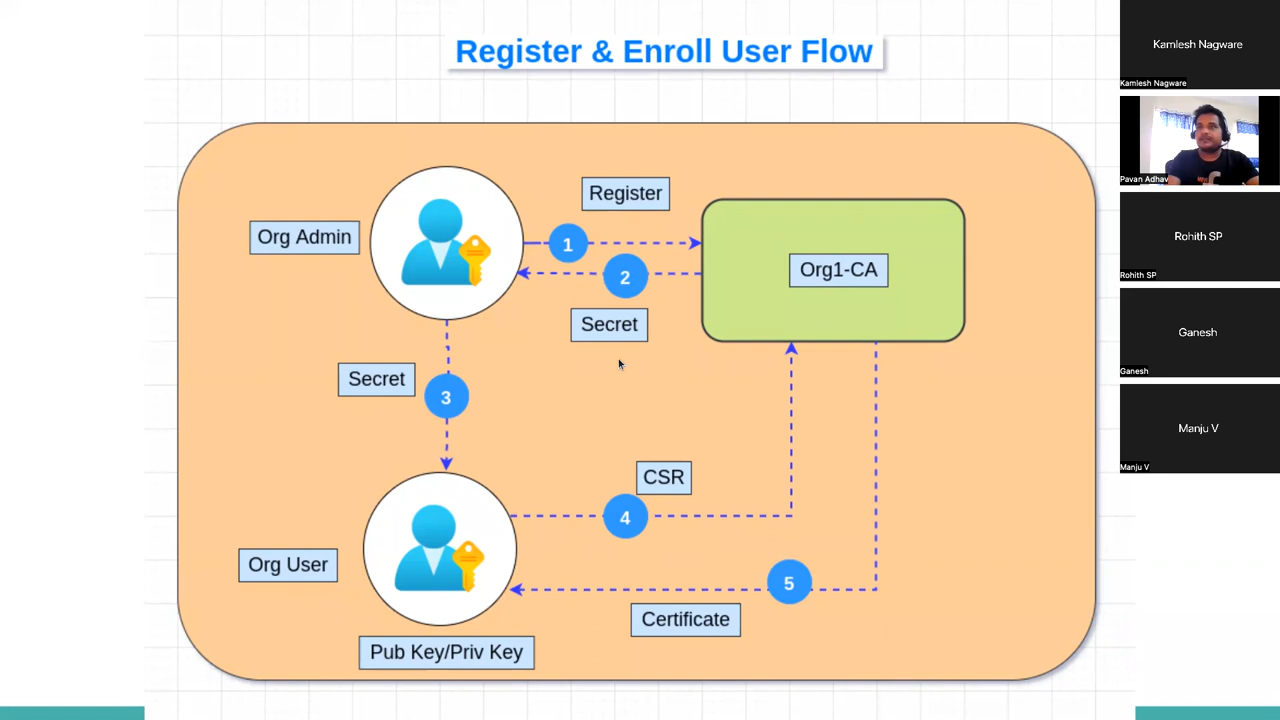 Register & Enroll User Flow
Register
Org Admin
1
Org1-CA
2
Secret
Secret
3
CSR
4
Org User
5
Certificate
Pub Key/Priv Key
Kamlesh Nagware
Kamlesh Nagware
Pavan Adhav
Rohith SP
Rohith SP
Ganesh
Ganesh
Manju V
Manju V